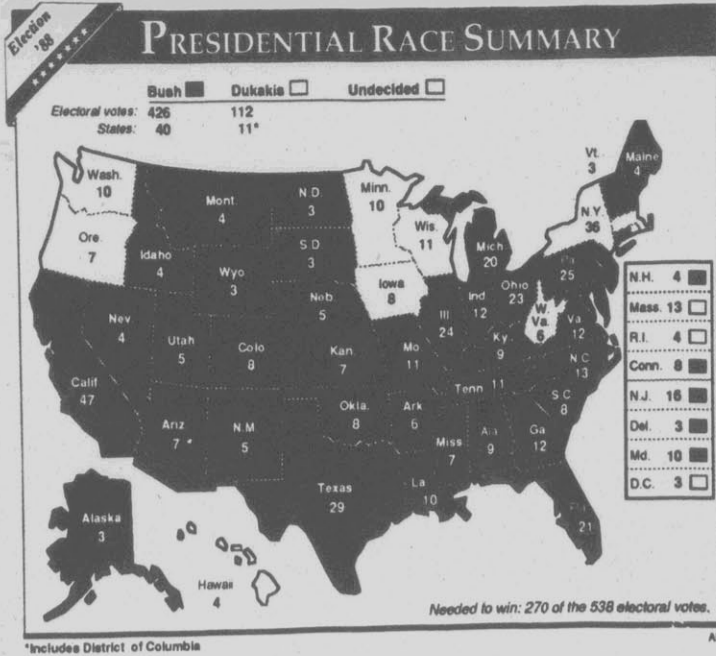 Election
'88
PRESIDENTIAL RACE SUMMARY
Bush Dukakis Undecided
Electoral votes: 426 112
States: 40 11*
Wash.
10
Ore.
7
Idaho
4
Mont
4
Wyo
3
N.D.
3
S.D
3
Neb
5
Minn.
10
Wis.
11
Iowa
8
Mich
20
Vt.
3
Maine
4
N.Y.
36
Pa
25
Nev
4
Utah
5
Colo
8
Kan.
7
Mo
11
Ill
24
Ind
12
Ohio
23
W.
Va.
6
Va
12
Ky
9
N C
13
Calif
47
Ariz
7 *
N.M
5
Okla.
8
Ark
6
Tenn 11
S C
8
Miss
7
Ala
9
Ga
12
Texas
29
La
10
Fla
21
Alaska
3
Hawaii
4
N.H. 4
Mass. 13
R.I. 4
Conn. 8
N.J. 16
Del. 3
Md. 10
D.C. 3
Needed to win: 270 of the 538 electoral votes.
*Includes District of Columbia
A